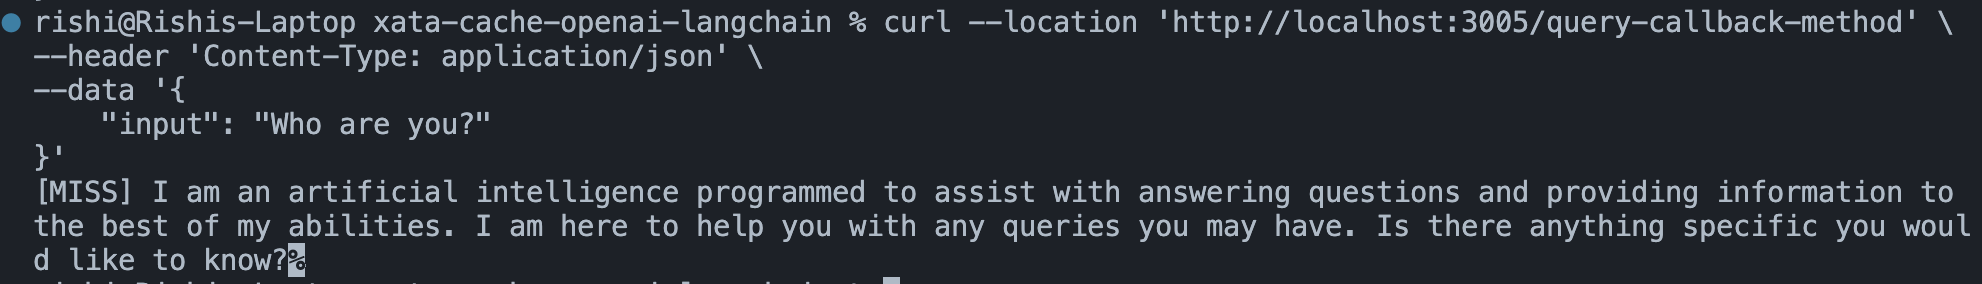 rishi@Rishis-Laptop xata-cache-openai-langchain % curl --location 'http://localhost:3005/query-callback-method' \
--header 'Content-Type: application/json' \
--data '{
    "input": "Who are you?"
}'
[MISS] I am an artificial intelligence programmed to assist with answering questions and providing information to
the best of my abilities. I am here to help you with any queries you may have. Is there anything specific you woul
d like to know?%